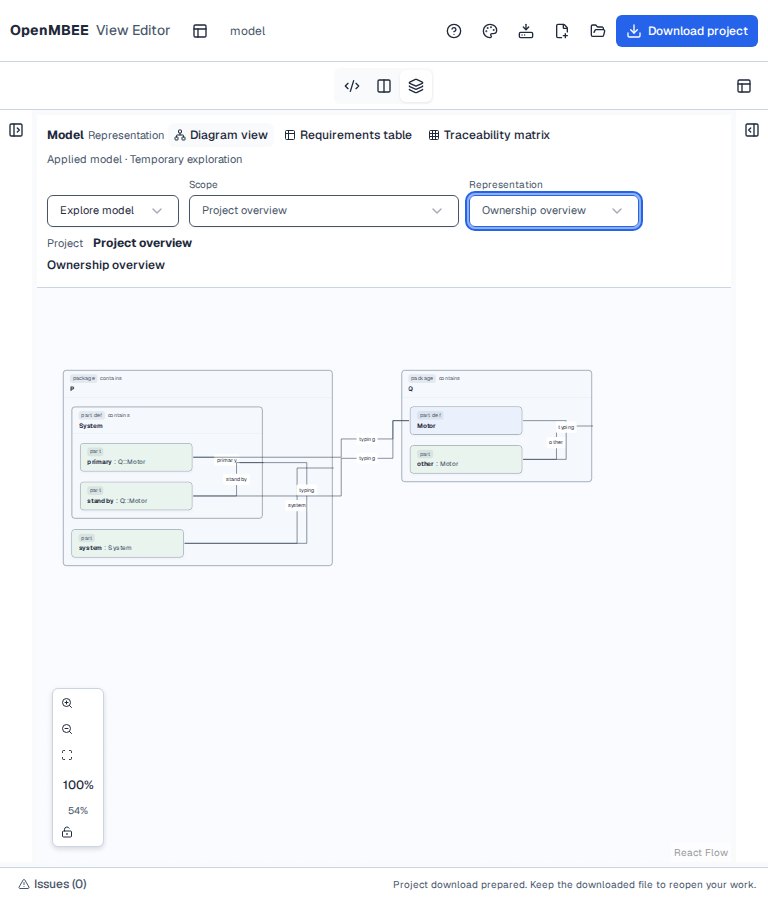 OpenMBEE View Editor model Download project
Model Representation Diagram view Requirements table Traceability matrix
Applied model · Temporary exploration
Scope Representation
Explore model Project overview Ownership overview
Project Project overview
Ownership overview
package contains
P
part def contains
System
part
primary : Q::Motor
part
standby : Q::Motor
part
system : System
primary
standby
typing
system
typing
typing
package contains
Q
part def
Motor
part
other : Motor
typing
other
100%
54%
React Flow
Issues (0) Project download prepared. Keep the downloaded file to reopen your work.